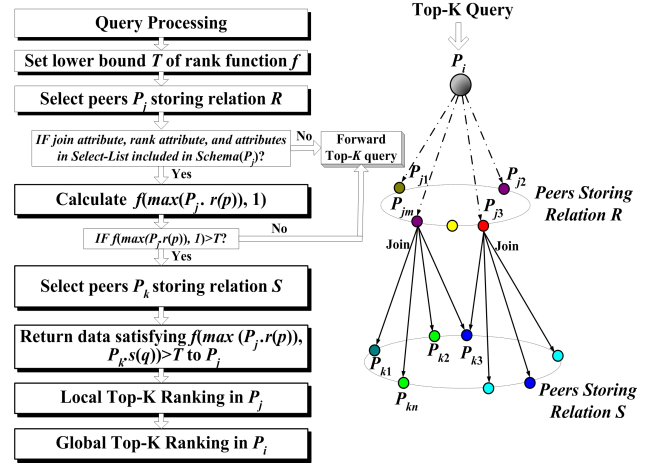 Query Processing
Set lower bound T of rank function f
Select peers Pj storing relation R
IF join attribute, rank attribute, and attributes
in Select-List included in Schema(Pj)?
No
Forward
Top-K query
Yes
Calculate f(max(Pj. r(p)), 1)
IF f(max(Pj.r(p)), 1)>T?
No
Yes
Select peers Pk storing relation S
Return data satisfying f(max (Pj.r(p)),
Pk.s(q))>T to Pj
Local Top-K Ranking in Pj
Global Top-K Ranking in Pi
Top-K Query
Pi
Pj1
Pj2
Pjm
Pj3
Peers Storing
Relation R
Join
Join
Pk1
Pk2
Pk3
Pkn
Peers Storing
Relation S